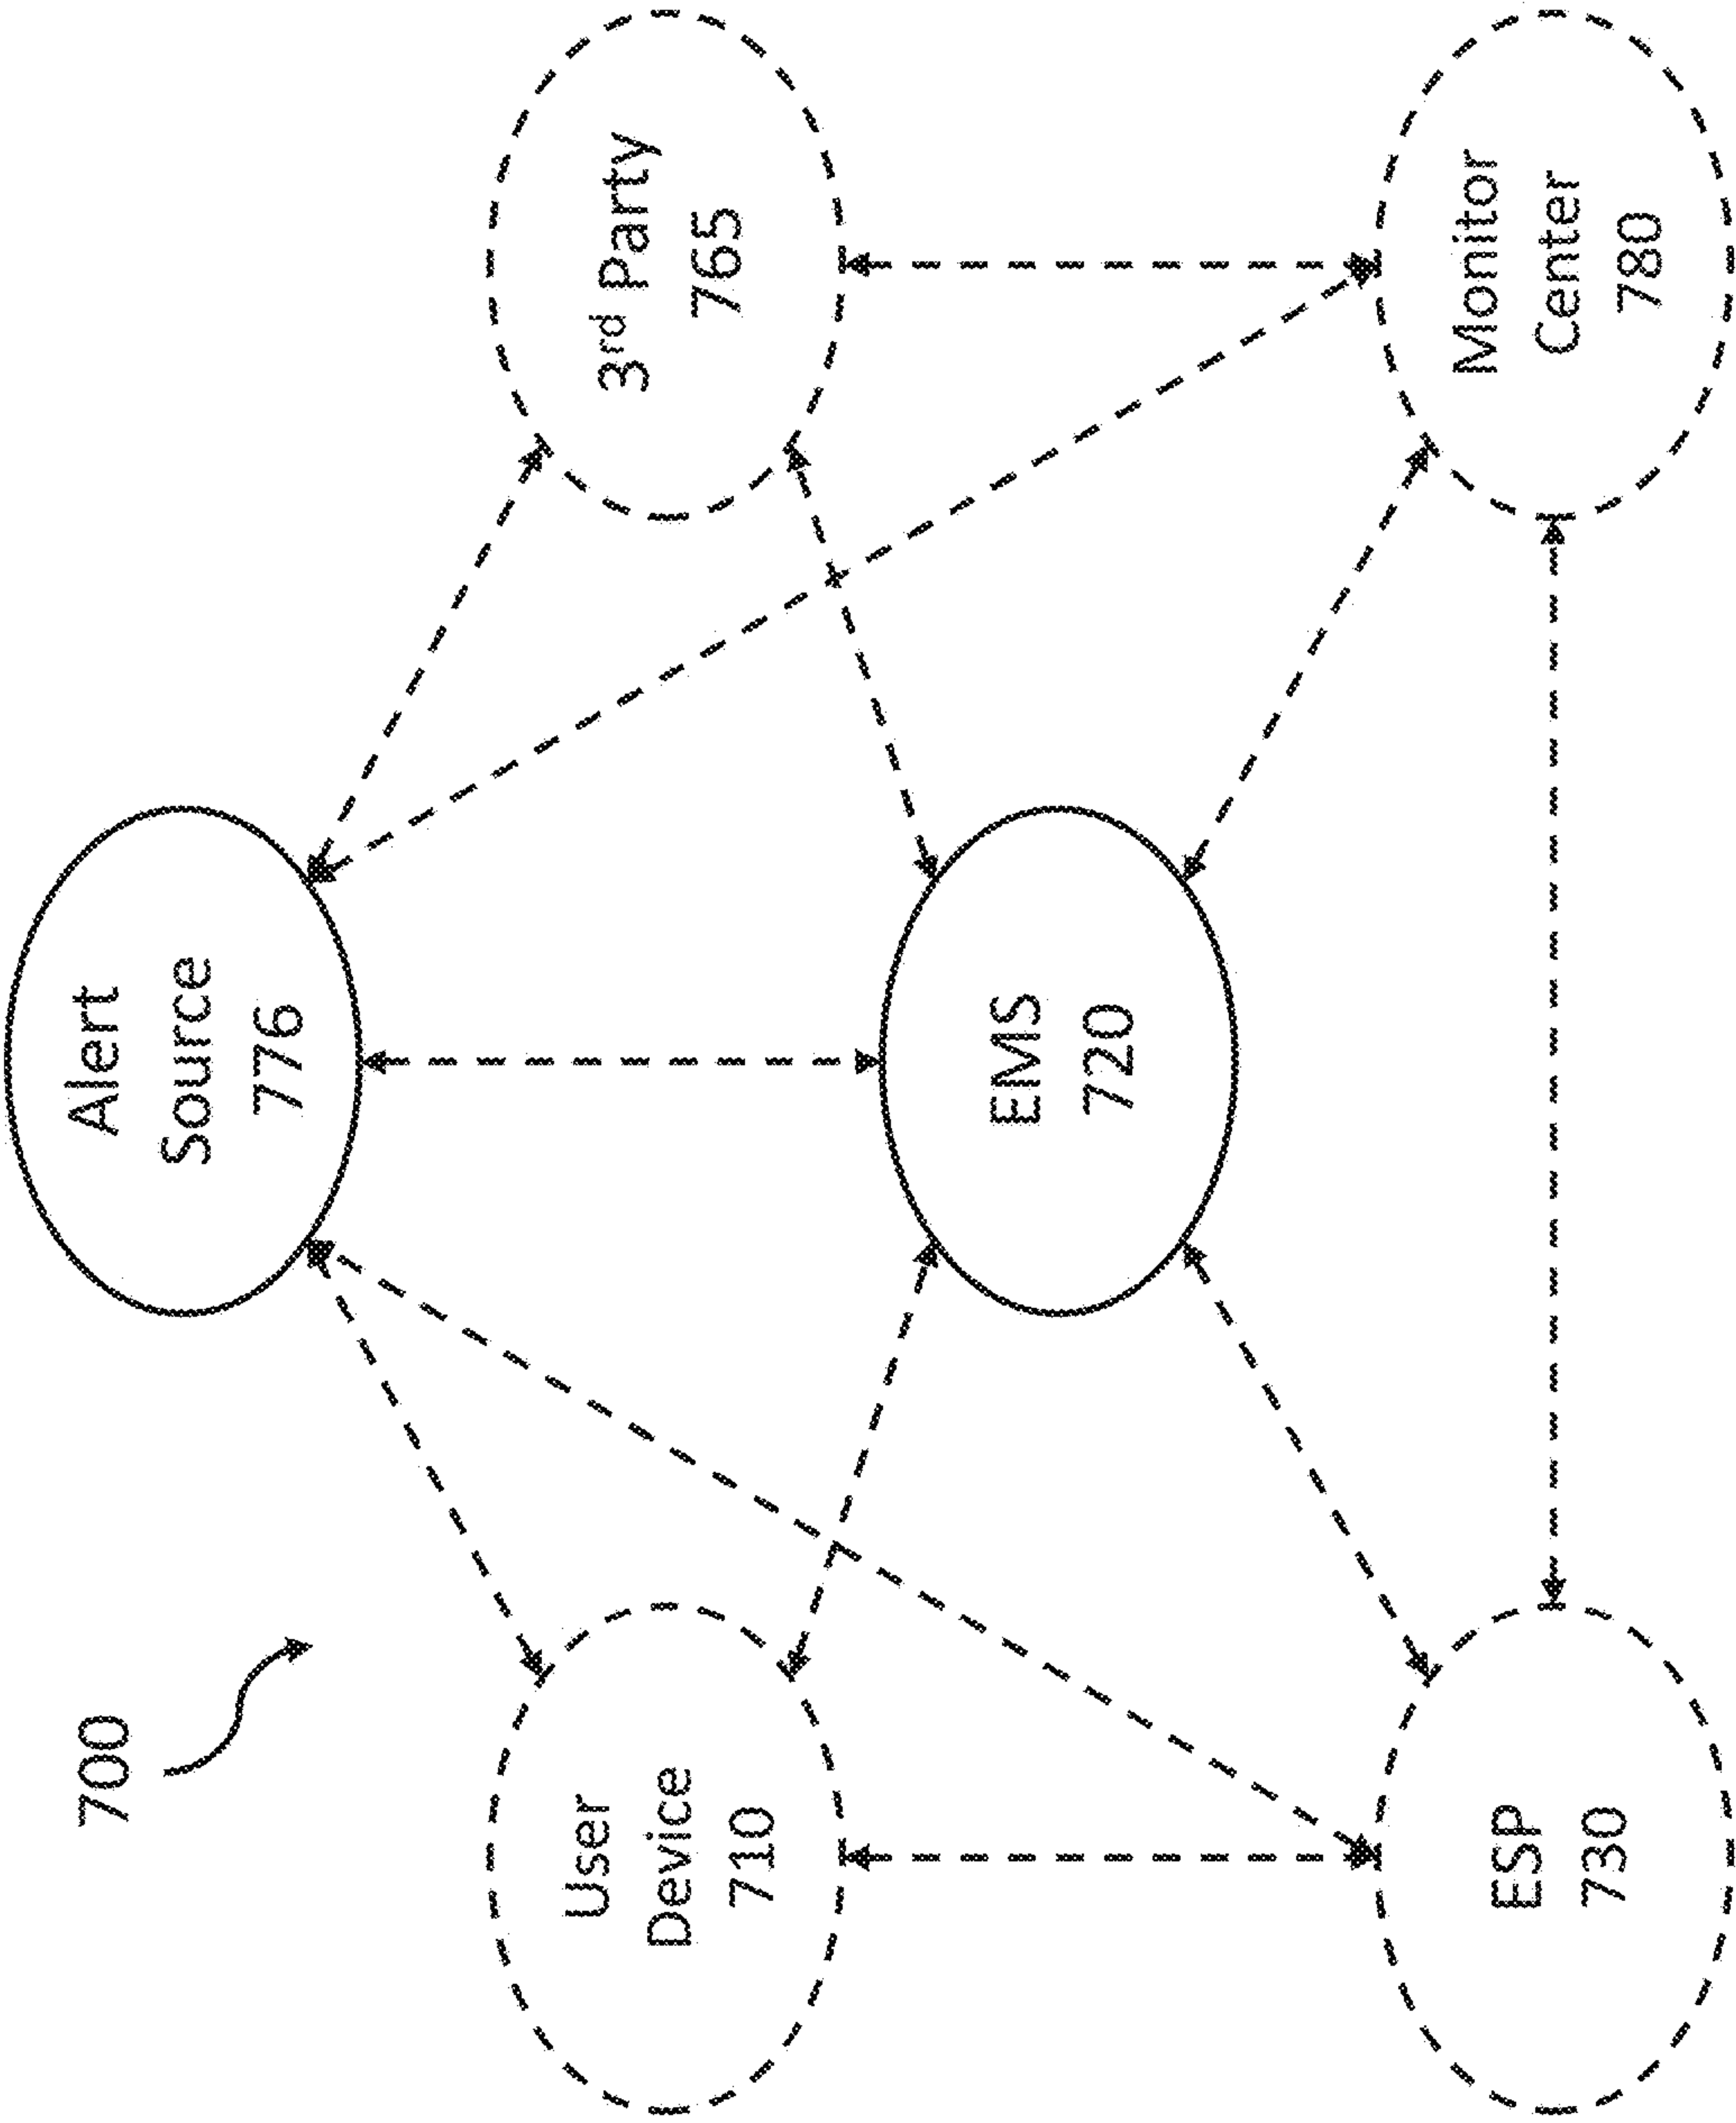 700
Alert
Source
776
User
Device
710
3rd Party
765
EMS
720
ESP
730
Monitor
Center
780